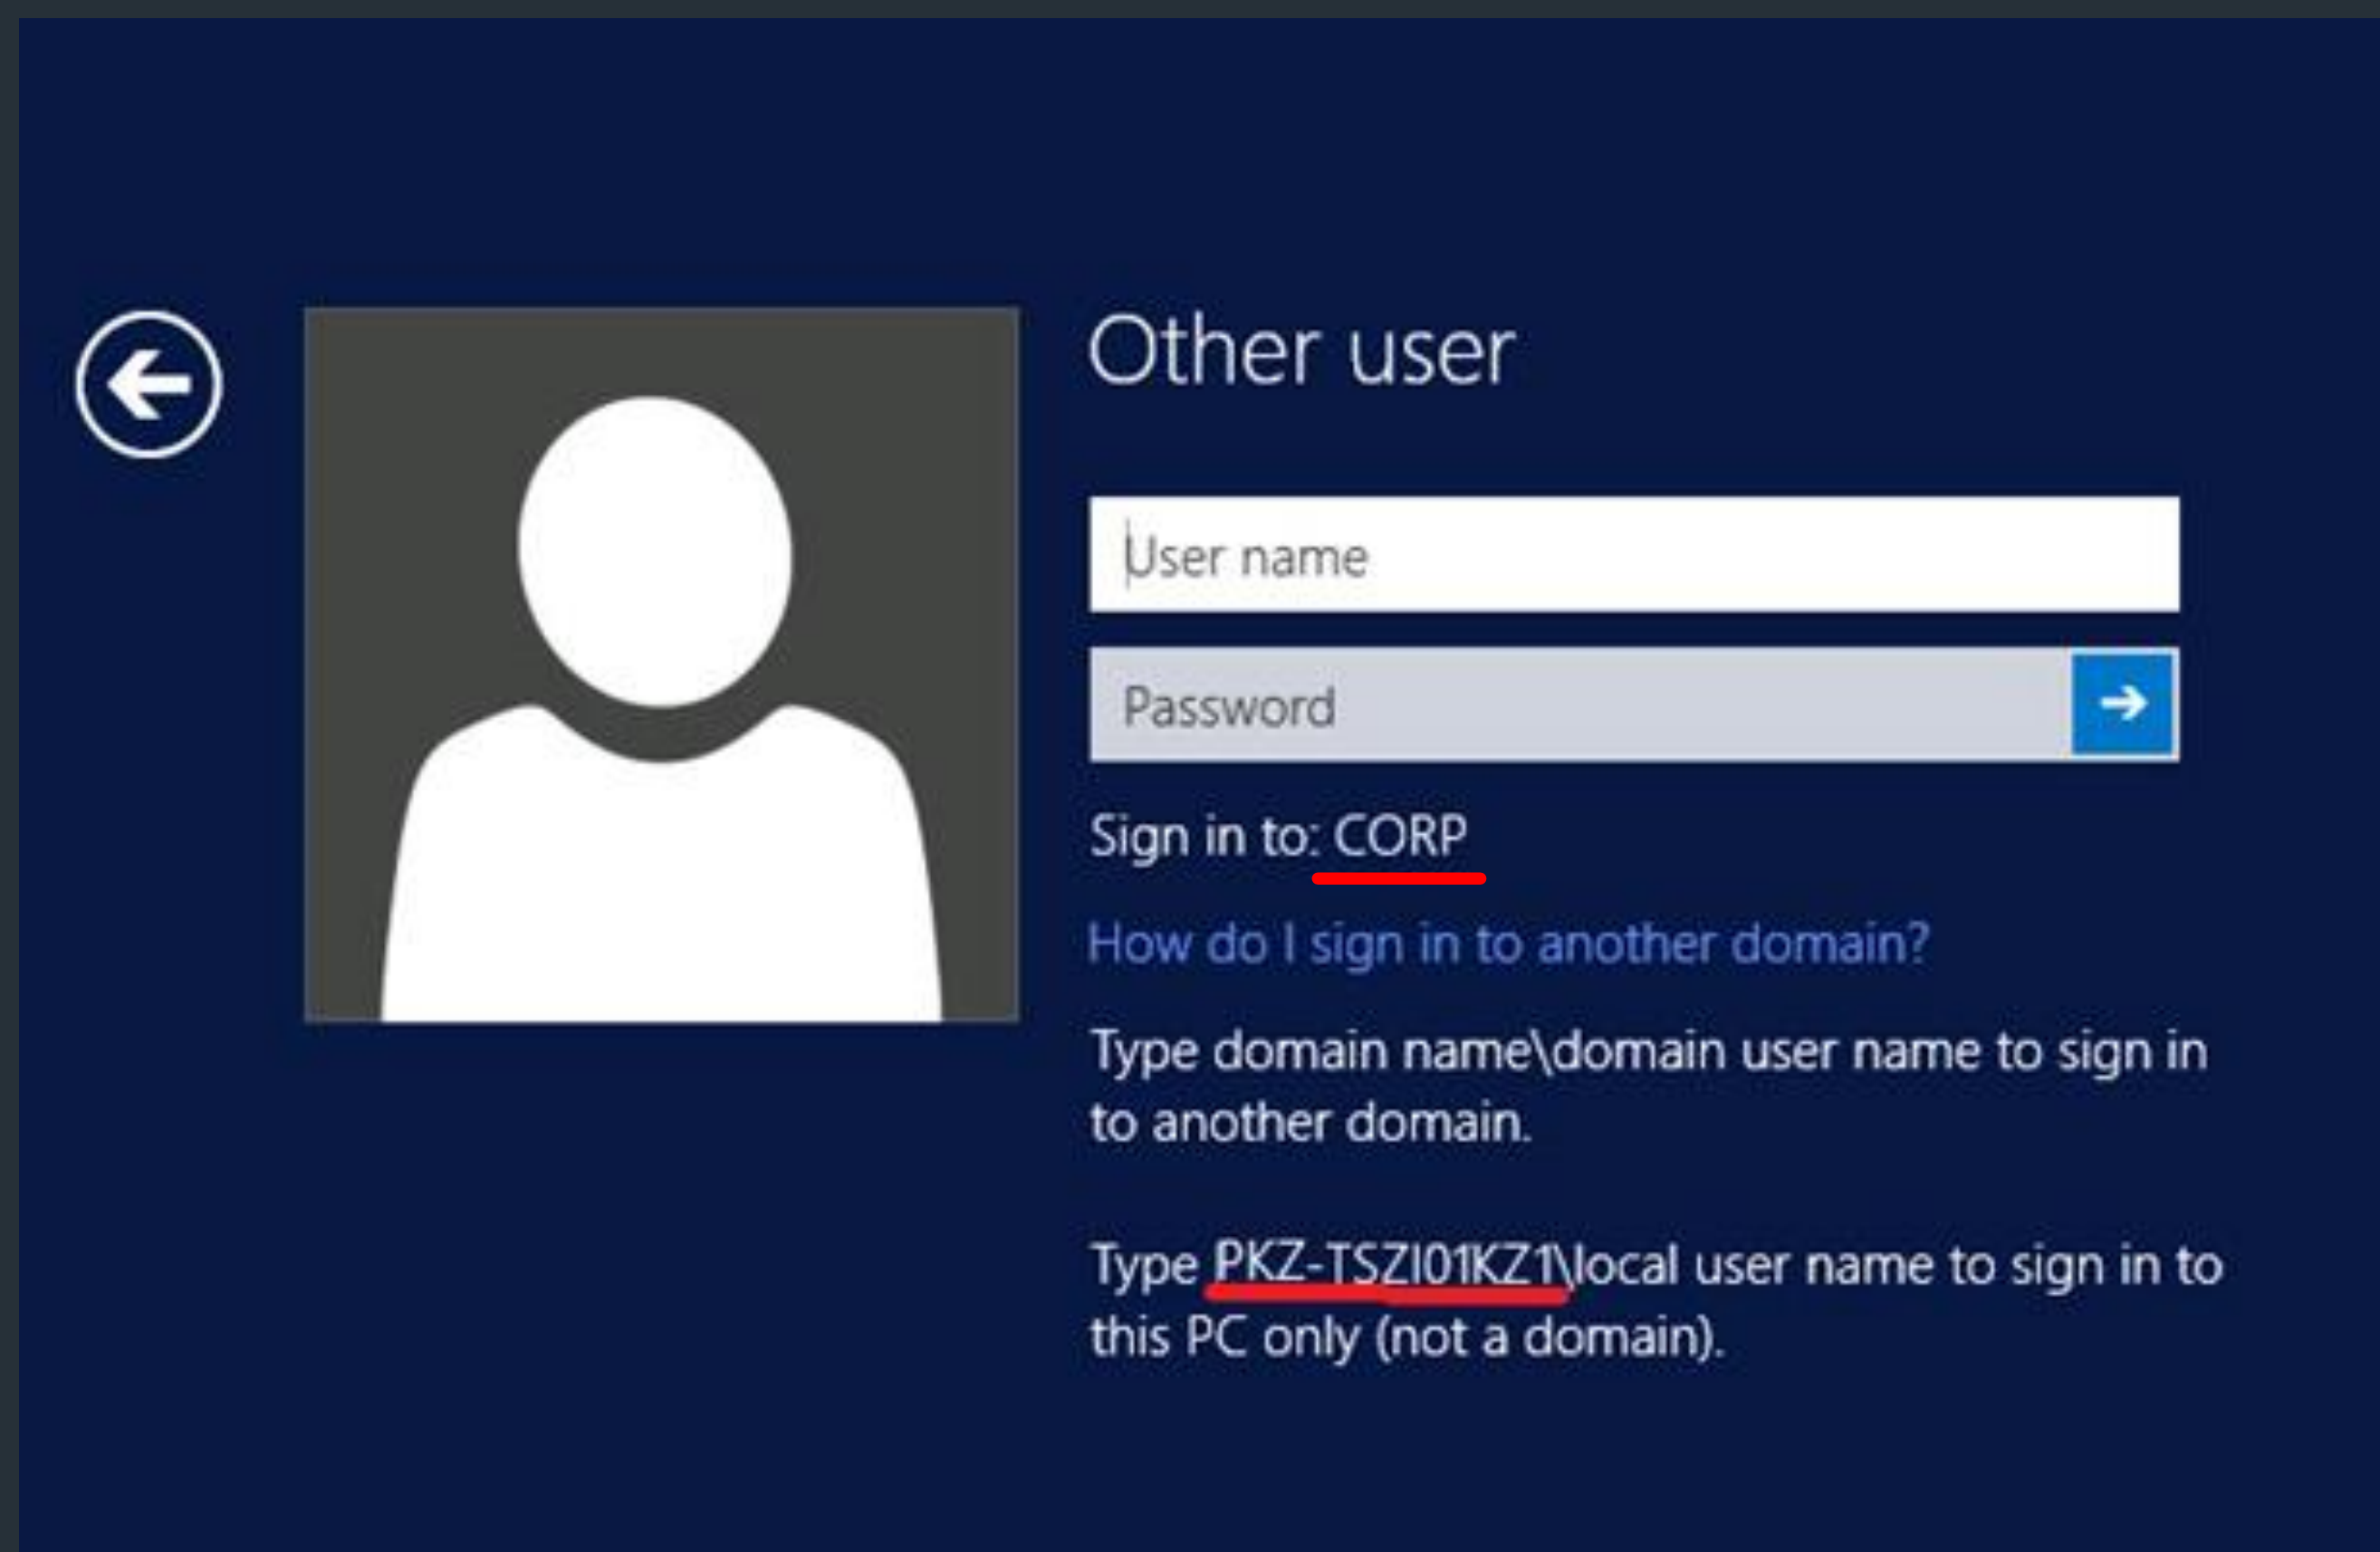 Other user
User name
Password
Sign in to: CORP
How do I sign in to another domain?
Type domain name\domain user name to sign in
to another domain.
Type PKZ-TSZI01KZ1\local user name to sign in to
this PC only (not a domain).